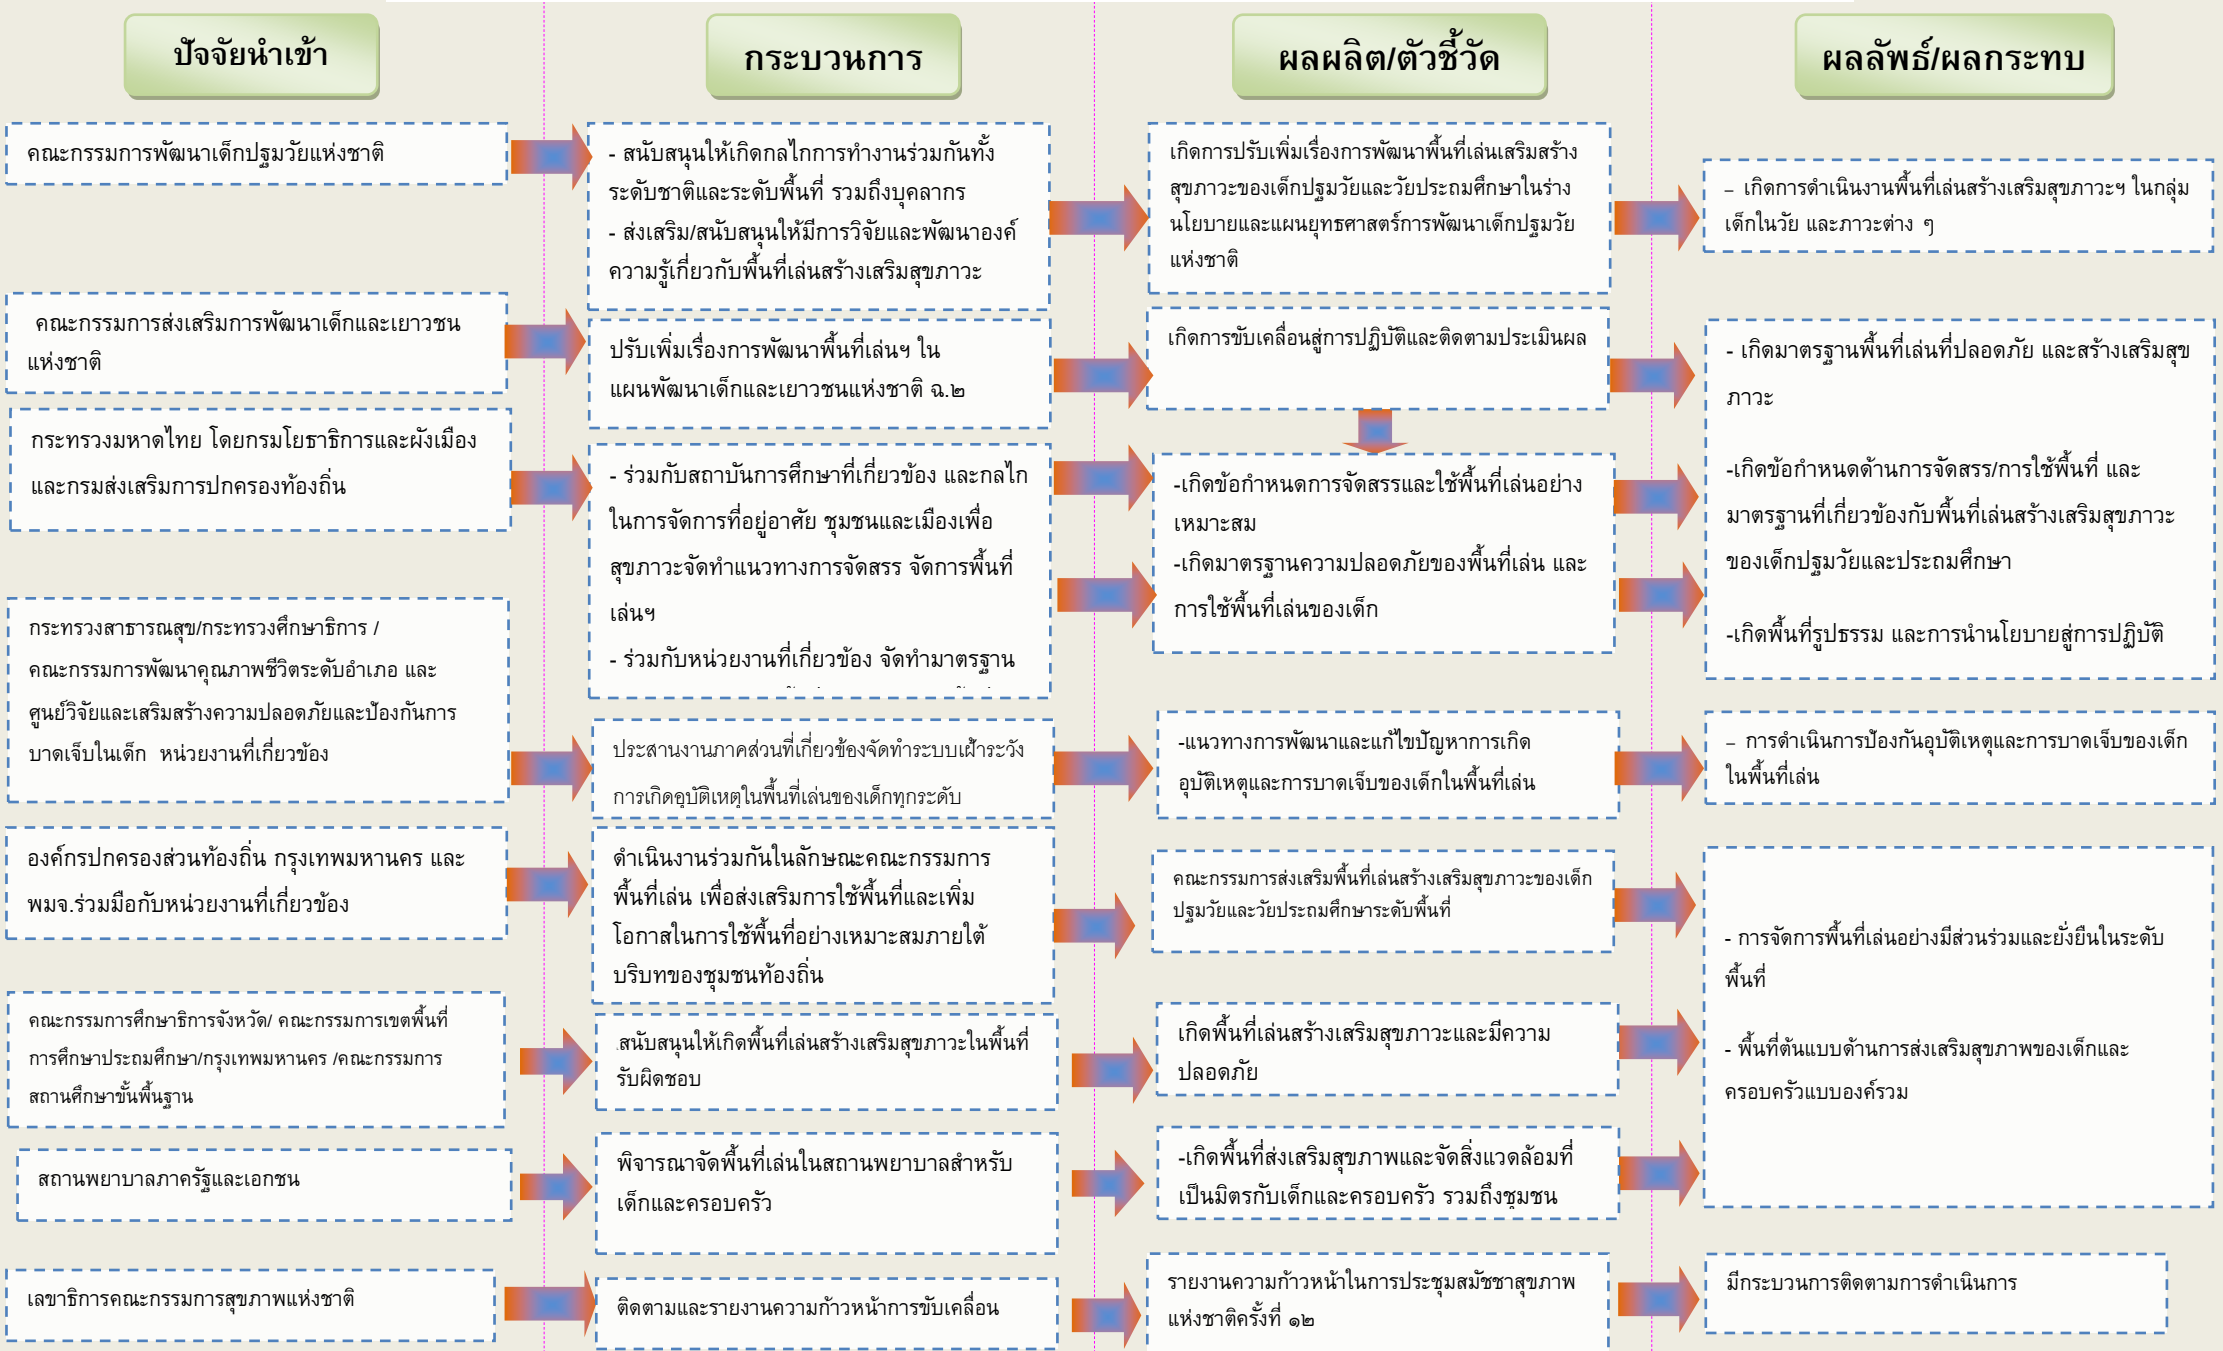 ปัจจัยนำเข้า
กระบวนการ
ผลผลิต/ตัวชี้วัด
ผลลัพธ์/ผลกระทบ
คณะกรรมการพัฒนาเด็กปฐมวัยแห่งชาติ
- สนับสนุนให้เกิดกลไกการทำงานร่วมกันทั้ง
ระดับชาติและระดับพื้นที่ รวมถึงบุคลากร
- ส่งเสริม/สนับสนุนให้มีการวิจัยและพัฒนาองค์
ความรู้เกี่ยวกับพื้นที่เล่นสร้างเสริมสุขภาวะ
เกิดการปรับเพิ่มเรื่องการพัฒนาพื้นที่เล่นเสริมสร้าง
สุขภาวะของเด็กปฐมวัยและวัยประถมศึกษาในร่าง
นโยบายและแผนยุทธศาสตร์การพัฒนาเด็กปฐมวัย
แห่งชาติ
– เกิดการดำเนินงานพื้นที่เล่นสร้างเสริมสุขภาวะฯ ในกลุ่ม
เด็กในวัย และภาวะต่าง ๆ
คณะกรรมการส่งเสริมการพัฒนาเด็กและเยาวชน
แห่งชาติ
ปรับเพิ่มเรื่องการพัฒนาพื้นที่เล่นฯ ใน
แผนพัฒนาเด็กและเยาวชนแห่งชาติ ฉ.๒
เกิดการขับเคลื่อนสู่การปฏิบัติและติดตามประเมินผล
- เกิดมาตรฐานพื้นที่เล่นที่ปลอดภัย และสร้างเสริมสุข
ภาวะ
-เกิดข้อกำหนดด้านการจัดสรร/การใช้พื้นที่ และ
มาตรฐานที่เกี่ยวข้องกับพื้นที่เล่นสร้างเสริมสุขภาวะ
ของเด็กปฐมวัยและประถมศึกษา
-เกิดพื้นที่รูปธรรม และการนำนโยบายสู่การปฏิบัติ
กระทรวงมหาดไทย โดยกรมโยธาธิการและผังเมือง
และกรมส่งเสริมการปกครองท้องถิ่น
- ร่วมกับสถาบันการศึกษาที่เกี่ยวข้อง และกลไก
ในการจัดการที่อยู่อาศัย ชุมชนและเมืองเพื่อ
สุขภาวะจัดทำแนวทางการจัดสรร จัดการพื้นที่
เล่นฯ
- ร่วมกับหน่วยงานที่เกี่ยวข้อง จัดทำมาตรฐาน
-เกิดข้อกำหนดการจัดสรรและใช้พื้นที่เล่นอย่าง
เหมาะสม
-เกิดมาตรฐานความปลอดภัยของพื้นที่เล่น และ
การใช้พื้นที่เล่นของเด็ก
กระทรวงสาธารณสุข/กระทรวงศึกษาธิการ /
คณะกรรมการพัฒนาคุณภาพชีวิตระดับอำเภอ และ
ศูนย์วิจัยและเสริมสร้างความปลอดภัยและป้องกันการ
บาดเจ็บในเด็ก หน่วยงานที่เกี่ยวข้อง
ประสานงานภาคส่วนที่เกี่ยวข้องจัดทำระบบเฝ้าระวัง
การเกิดอุบัติเหตุในพื้นที่เล่นของเด็กทุกระดับ
-แนวทางการพัฒนาและแก้ไขปัญหาการเกิด
อุบัติเหตุและการบาดเจ็บของเด็กในพื้นที่เล่น
– การดำเนินการป้องกันอุบัติเหตุและการบาดเจ็บของเด็ก
ในพื้นที่เล่น
องค์กรปกครองส่วนท้องถิ่น กรุงเทพมหานคร และ
พมจ.ร่วมมือกับหน่วยงานที่เกี่ยวข้อง
ดำเนินงานร่วมกันในลักษณะคณะกรรมการ
พื้นที่เล่น เพื่อส่งเสริมการใช้พื้นที่และเพิ่ม
โอกาสในการใช้พื้นที่อย่างเหมาะสมภายใต้
บริบทของชุมชนท้องถิ่น
คณะกรรมการส่งเสริมพื้นที่เล่นสร้างเสริมสุขภาวะของเด็ก
ปฐมวัยและวัยประถมศึกษาระดับพื้นที่
- การจัดการพื้นที่เล่นอย่างมีส่วนร่วมและยั่งยืนในระดับ
พื้นที่
- พื้นที่ต้นแบบด้านการส่งเสริมสุขภาพของเด็กและ
ครอบครัวแบบองค์รวม
คณะกรรมการศึกษาธิการจังหวัด/ คณะกรรมการเขตพื้นที่
การศึกษาประถมศึกษา/กรุงเทพมหานคร /คณะกรรมการ
สถานศึกษาขั้นพื้นฐาน
สนับสนุนให้เกิดพื้นที่เล่นสร้างเสริมสุขภาวะในพื้นที่
รับผิดชอบ
เกิดพื้นที่เล่นสร้างเสริมสุขภาวะและมีความ
ปลอดภัย
สถานพยาบาลภาครัฐและเอกชน
พิจารณาจัดพื้นที่เล่นในสถานพยาบาลสำหรับ
เด็กและครอบครัว
-เกิดพื้นที่ส่งเสริมสุขภาพและจัดสิ่งแวดล้อมที่
เป็นมิตรกับเด็กและครอบครัว รวมถึงชุมชน
เลขาธิการคณะกรรมการสุขภาพแห่งชาติ
ติดตามและรายงานความก้าวหน้าการขับเคลื่อน
รายงานความก้าวหน้าในการประชุมสมัชชาสุขภาพ
แห่งชาติครั้งที่ ๑๒
มีกระบวนการติดตามการดำเนินการ